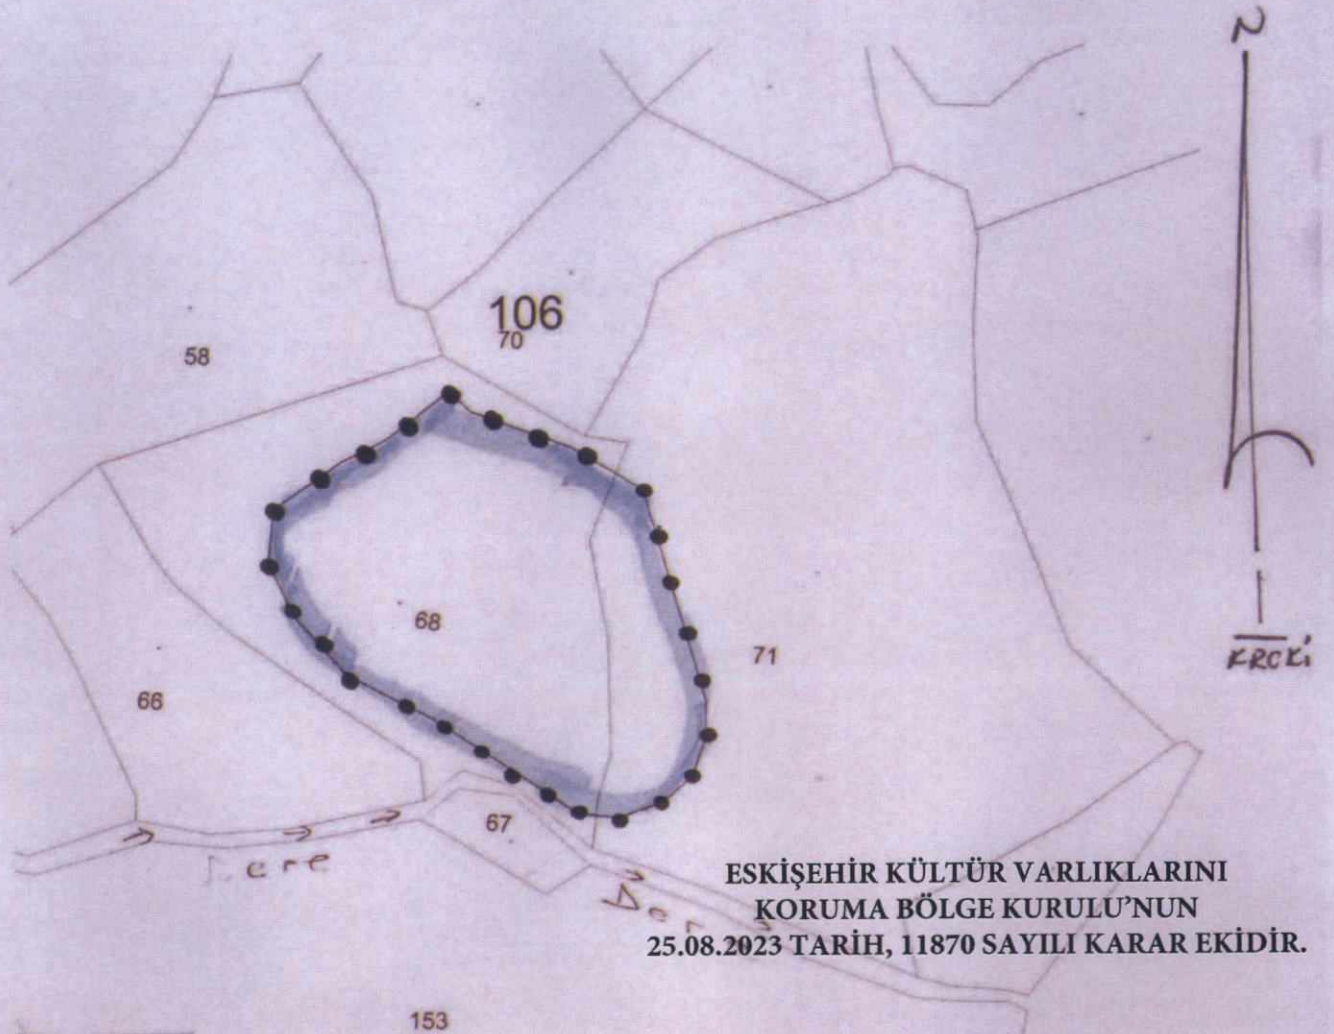 N
106
70
58
68
71
66
67
Dere
KROKİ
ESKİŞEHİR KÜLTÜR VARLIKLARINI
KORUMA BÖLGE KURULU'NUN
25.08.2023 TARİH, 11870 SAYILI KARAR EKİDİR.
153